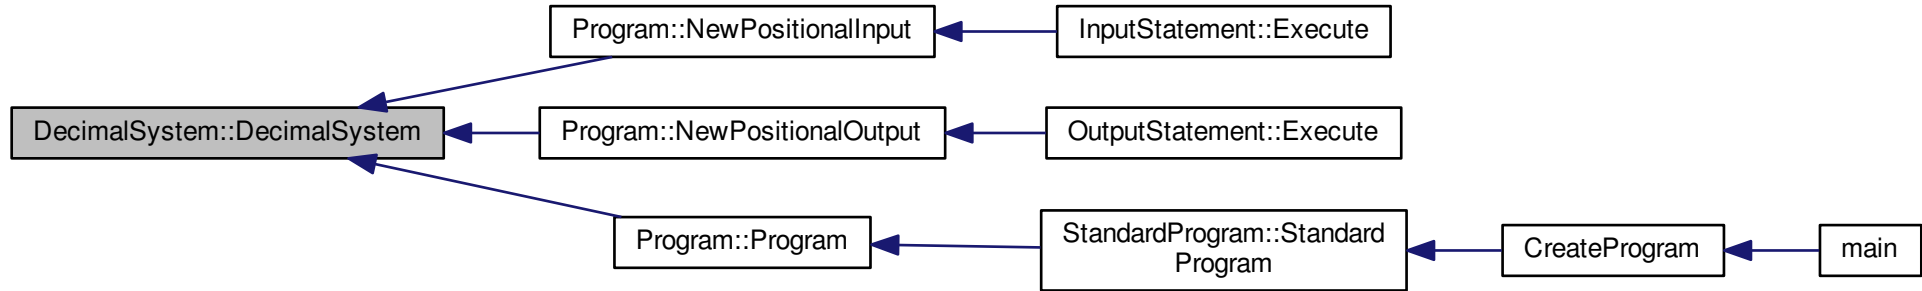 Program::NewPositionalInput
InputStatement::Execute
DecimalSystem::DecimalSystem
Program::NewPositionalOutput
OutputStatement::Execute
Program::Program
StandardProgram::Standard
Program
CreateProgram
main